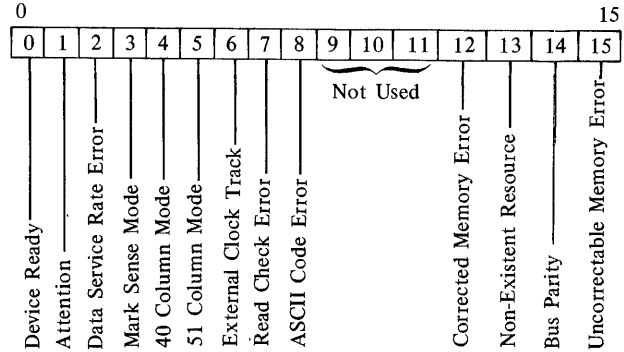 0 15
0 1 2 3 4 5 6 7 8 9 10 11 12 13 14 15
Not Used
Device Ready
Attention
Data Service Rate Error
Mark Sense Mode
40 Column Mode
51 Column Mode
External Clock Track
Read Check Error
ASCII Code Error
Corrected Memory Error
Non-Existent Resource
Bus Parity
Uncorrectable Memory Error